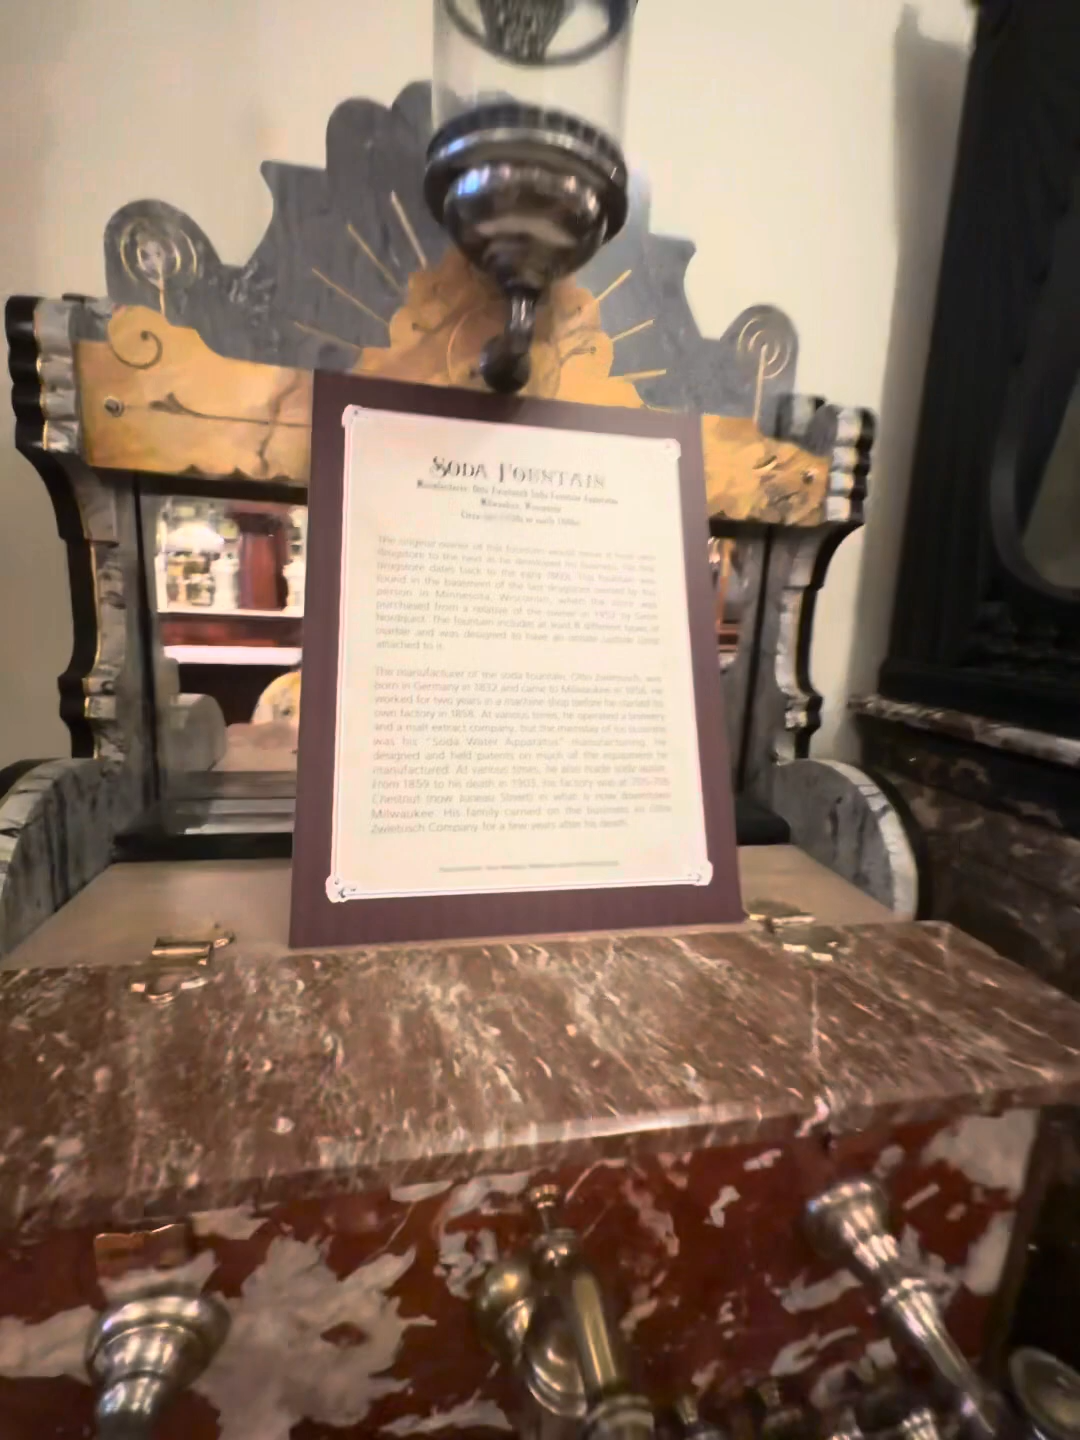 SODA FOUNTAIN
Manufacturer: Otto Zwietusch Soda Fountain Apparatus
Milwaukee, Wisconsin
Circa or early
The original owner of this fountain would move it from one
drugstore to the next as he developed his business. His first
drugstore dates back to the early The fountain was
found in the basement of the last drugstore owned by this
person in Wisconsin, when the store was
purchased from a relative of the owner in by
Nordquist. The fountain includes at least 8 different types of
marble and was designed to have an ornate
attached to it.
The manufacturer of the soda fountain, Otto Zwietusch, was
born in Germany in 1832 and came to Milwaukee in 1856. He
worked for two years in a machine shop before he started his
own factory in 1858. At various times, he operated a brewery
and a malt extract company, but the mainstay of his business
was his "Soda Water Apparatus" manufacturing. He
designed and held patents on much of the equipment he
manufactured. At various times, he also made soda water.
From 1859 to his death in 1903, his factory was at
Chestnut (now Juneau Street) in what is now downtown
Milwaukee. His family carried on the business as Otto
Zwietusch Company for a few years after his death.